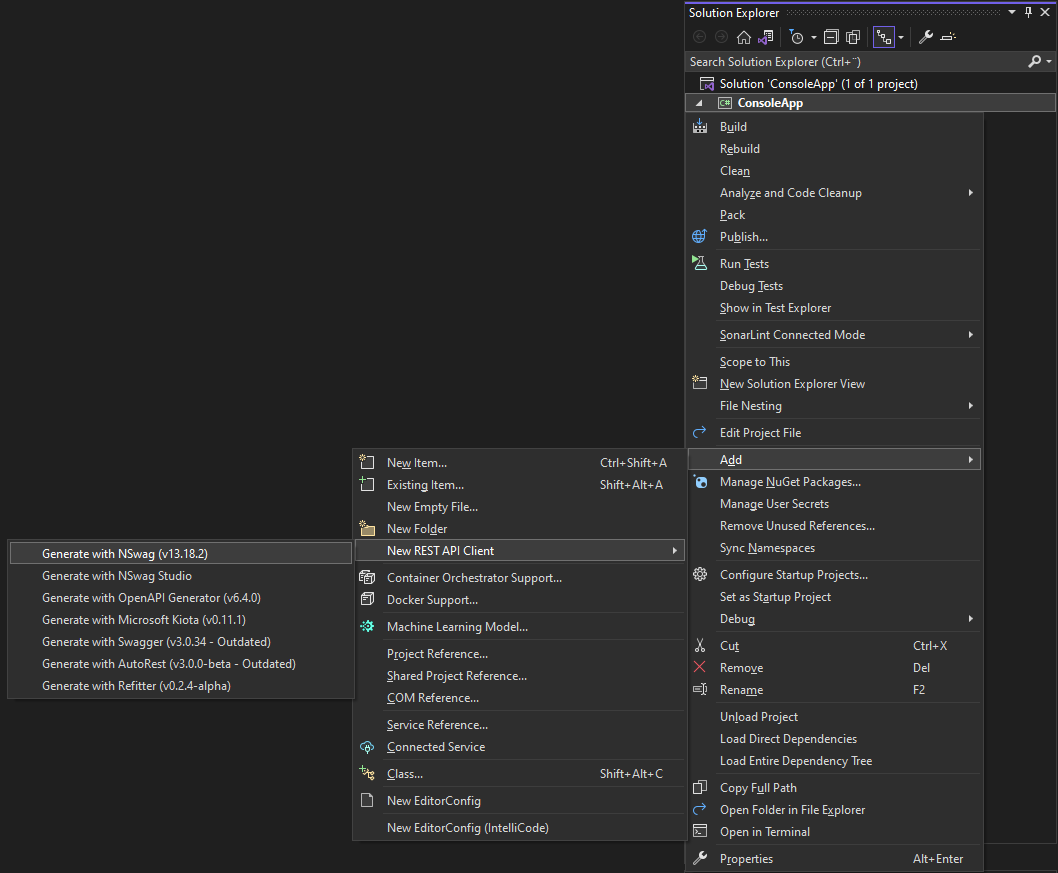 Solution Explorer
Search Solution Explorer (Ctrl+¨)
Solution 'ConsoleApp' (1 of 1 project)
C# ConsoleApp
Build
Rebuild
Clean
Analyze and Code Cleanup
Pack
Publish...
Run Tests
Debug Tests
Show in Test Explorer
SonarLint Connected Mode
Scope to This
New Solution Explorer View
File Nesting
Edit Project File
Add
Manage NuGet Packages...
Manage User Secrets
Remove Unused References...
Sync Namespaces
Configure Startup Projects...
Set as Startup Project
Debug
Cut Ctrl+X
Remove Del
Rename F2
Unload Project
Load Direct Dependencies
Load Entire Dependency Tree
Copy Full Path
Open Folder in File Explorer
Open in Terminal
Properties Alt+Enter
New Item... Ctrl+Shift+A
Existing Item... Shift+Alt+A
New Empty File...
New Folder
New REST API Client
Container Orchestrator Support...
Docker Support...
Machine Learning Model...
Project Reference...
Shared Project Reference...
COM Reference...
Service Reference...
Connected Service
Class... Shift+Alt+C
New EditorConfig
New EditorConfig (IntelliCode)
Generate with NSwag (v13.18.2)
Generate with NSwag Studio
Generate with OpenAPI Generator (v6.4.0)
Generate with Microsoft Kiota (v0.11.1)
Generate with Swagger (v3.0.34 - Outdated)
Generate with AutoRest (v3.0.0-beta - Outdated)
Generate with Refitter (v0.2.4-alpha)